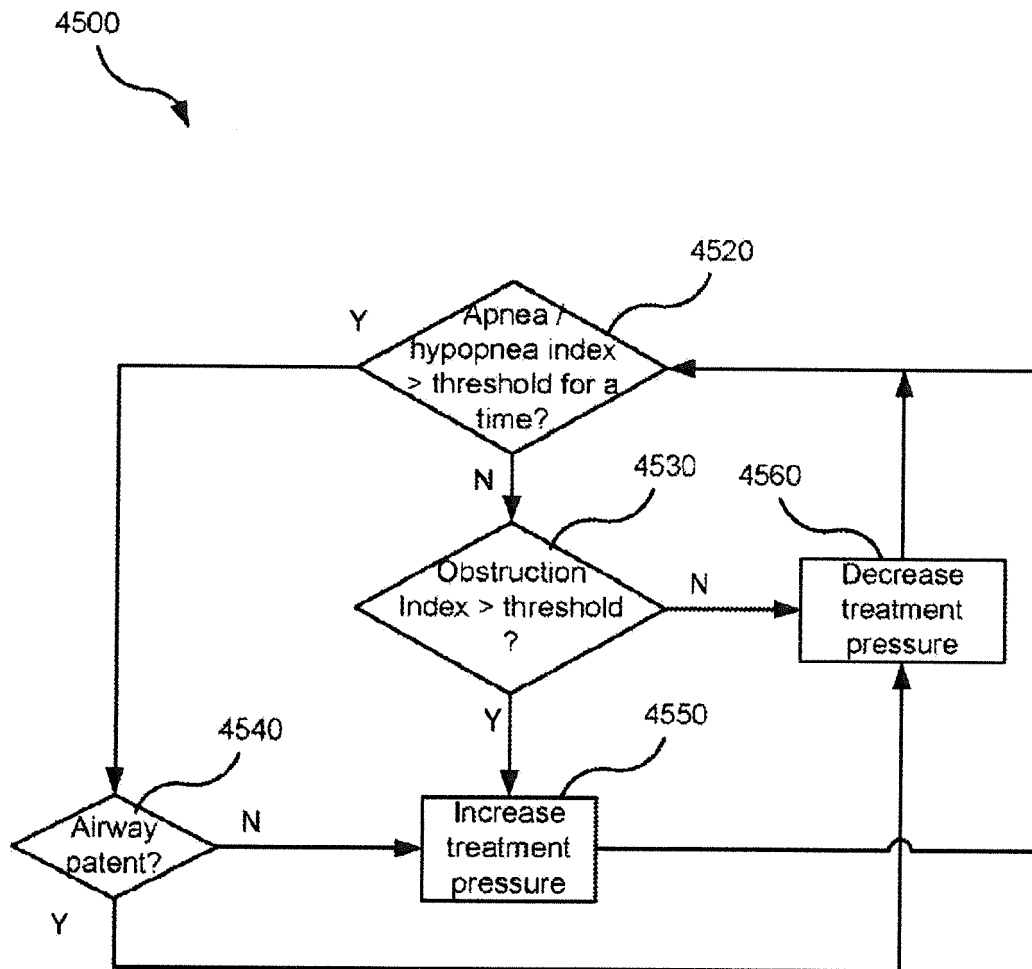 4500
4520
Y
Apnea /
hypopnea index
> threshold for a
time?
N
4530
4560
Obstruction
Index > threshold
?
N
Decrease
treatment
pressure
Y
4550
4540
Airway
patent?
N
Increase
treatment
pressure
Y